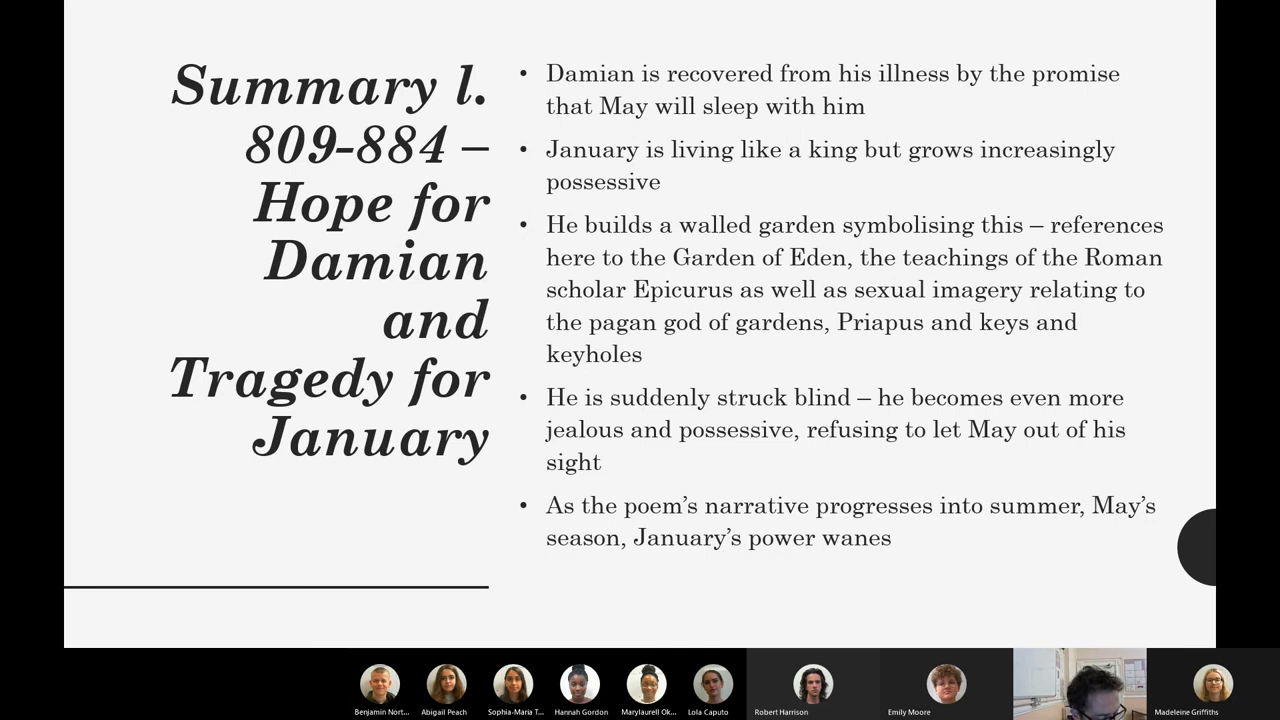 Summary l.
809-884 –
Hope for
Damian
and
Tragedy for
January
• Damian is recovered from his illness by the promise
that May will sleep with him
• January is living like a king but grows increasingly
possessive
• He builds a walled garden symbolising this – references
here to the Garden of Eden, the teachings of the Roman
scholar Epicurus as well as sexual imagery relating to
the pagan god of gardens, Priapus and keys and
keyholes
• He is suddenly struck blind – he becomes even more
jealous and possessive, refusing to let May out of his
sight
• As the poem’s narrative progresses into summer, May’s
season, January’s power wanes
Benjamin Nort...
Abigail Peach
Sophia-Maria T...
Hannah Gordon
Marylaurell Ok...
Lola Caputo
Robert Harrison
Emily Moore
Madeleine Griffiths